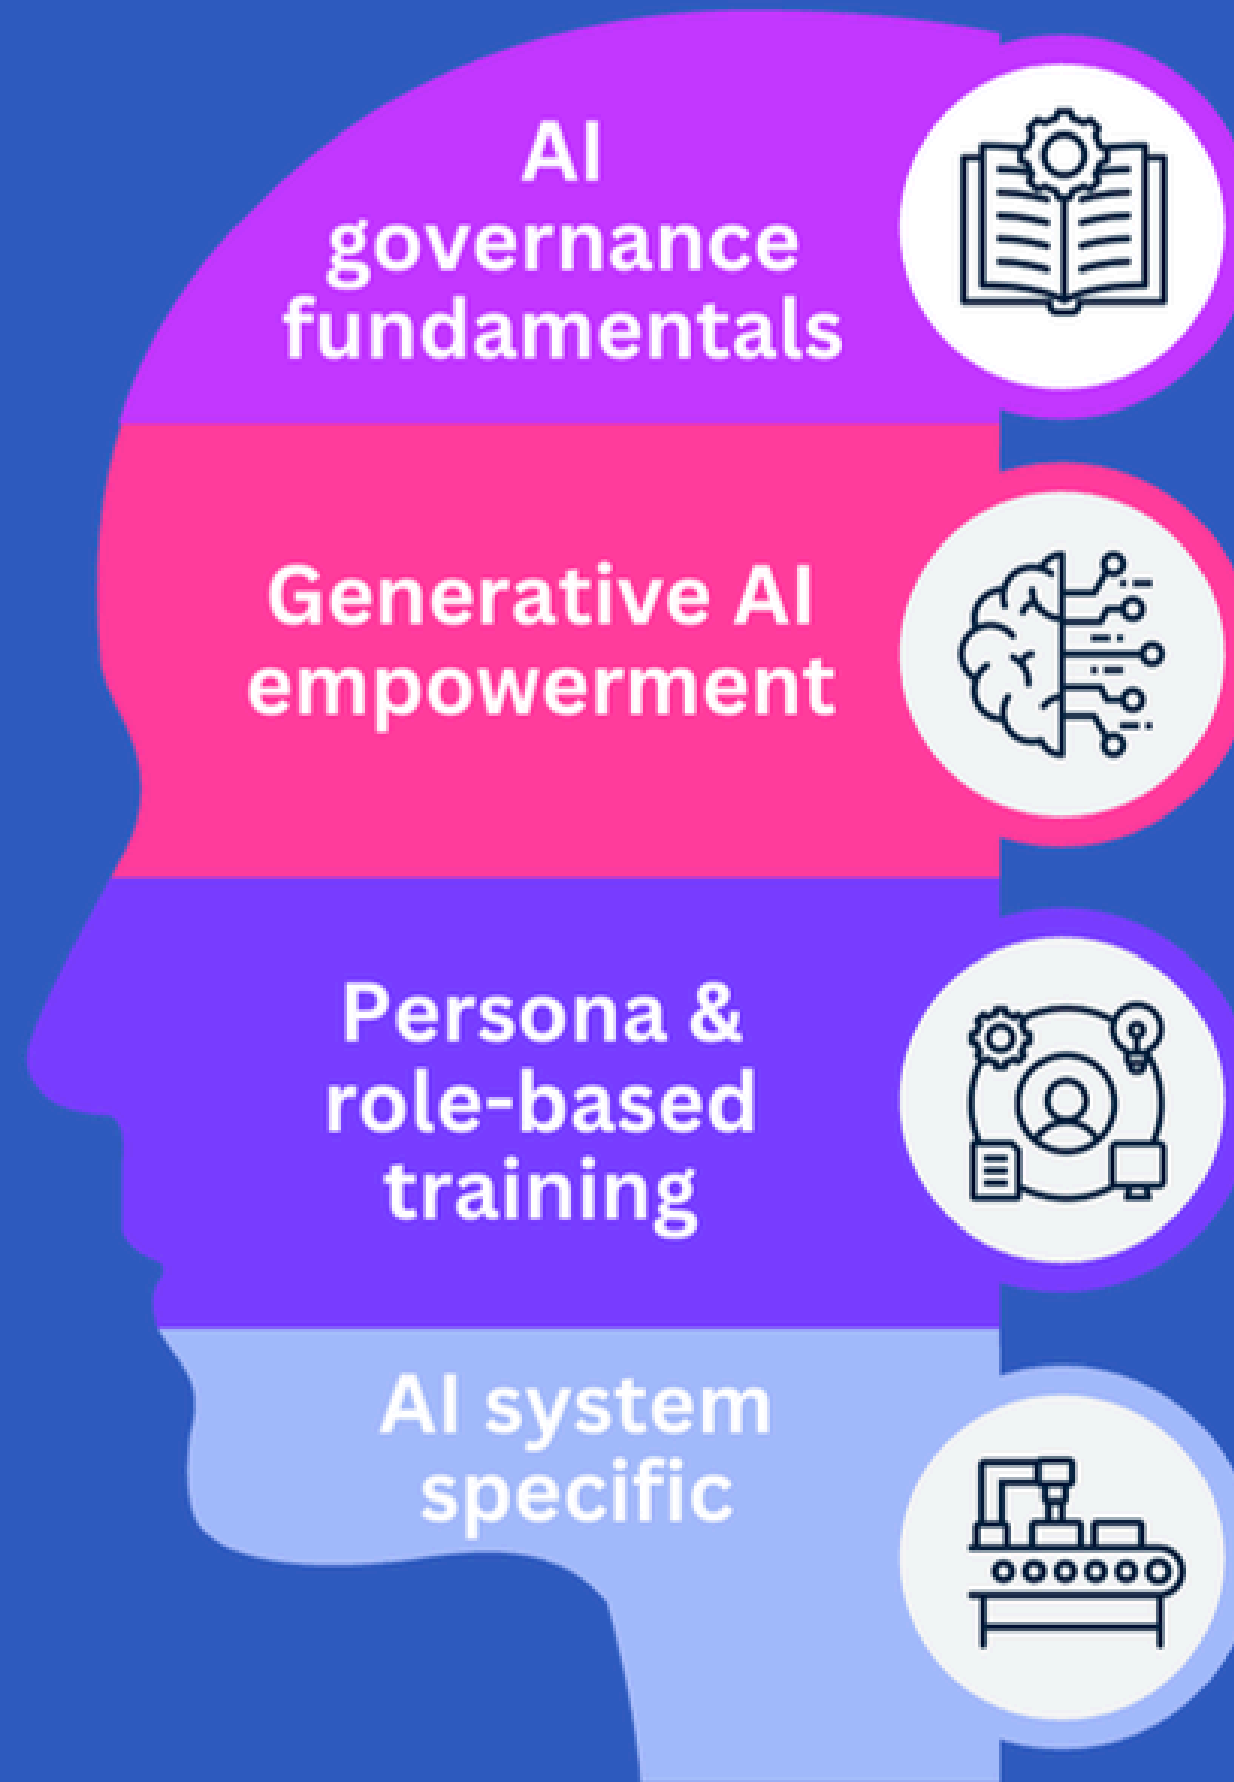 AI
governance
fundamentals
Generative AI
empowerment
Persona &
role-based
training
AI system
specific